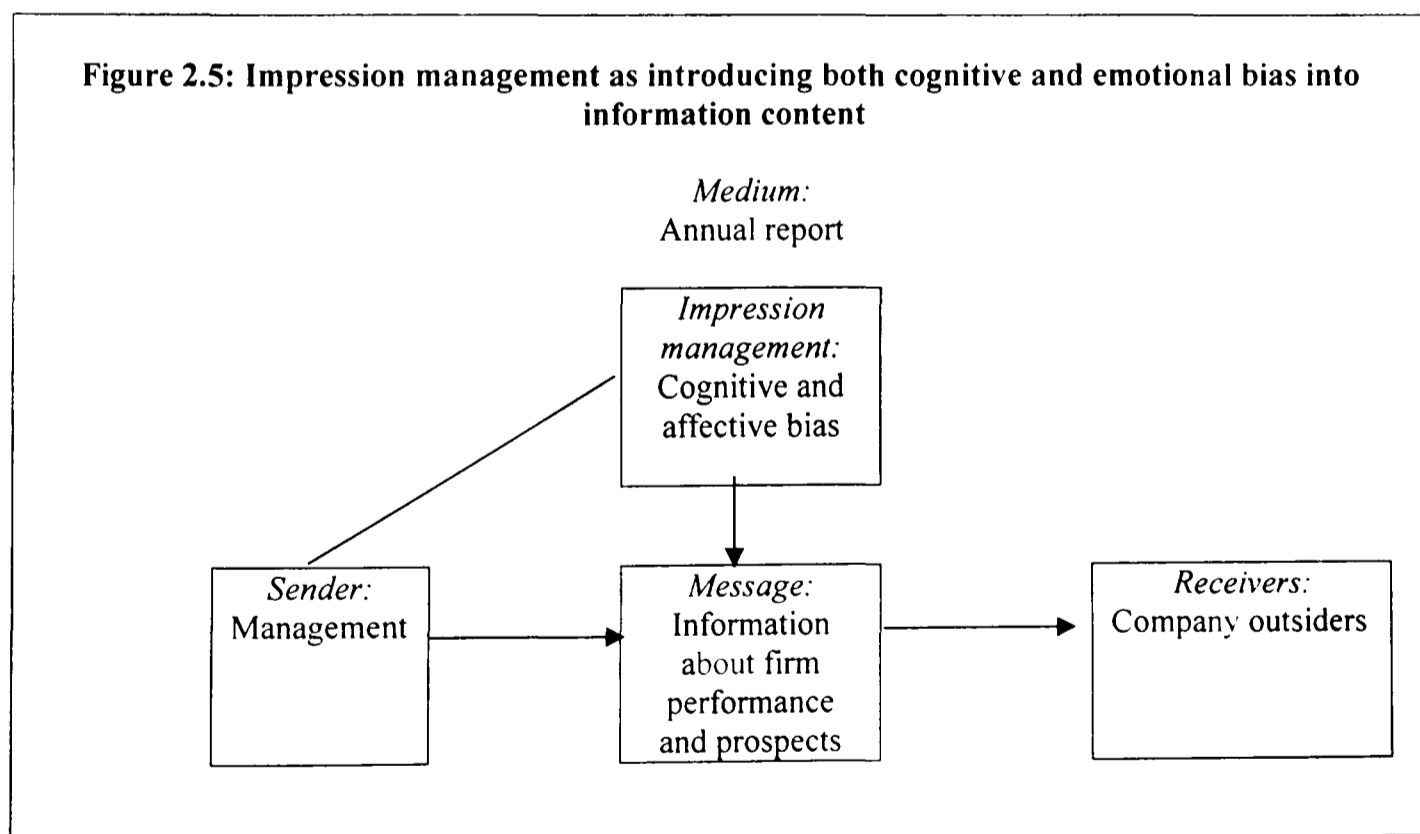 Figure 2.5: Impression management as introducing both cognitive and emotional bias into
information content
Medium:
Annual report
Impression
management:
Cognitive and
affective bias
Sender:
Management
Message:
Information
about firm
performance
and prospects
Receivers:
Company outsiders